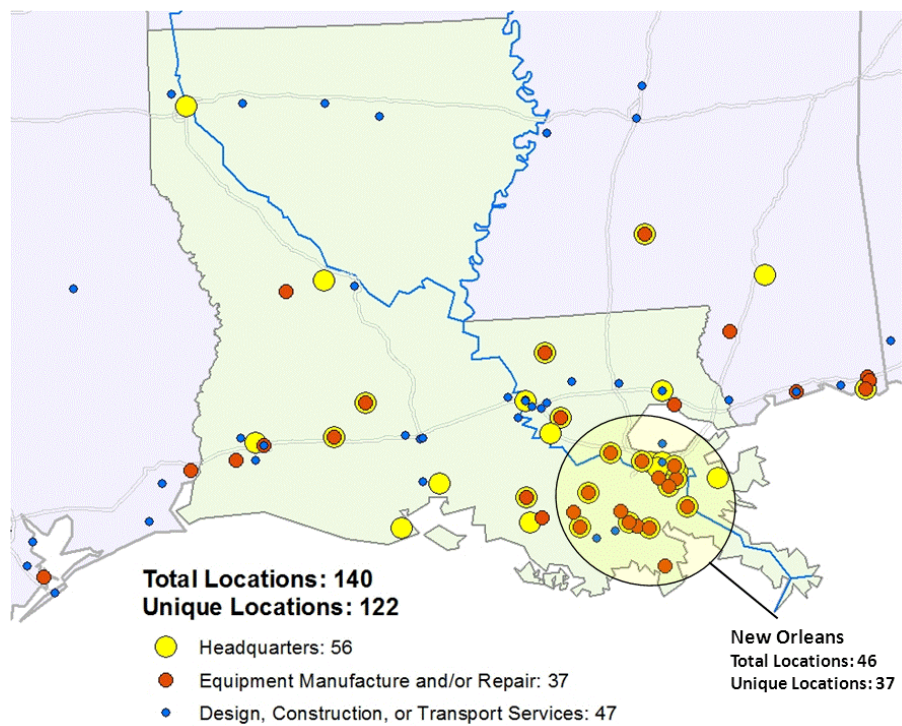 Total Locations: 140
Unique Locations: 122
Headquarters: 56
Equipment Manufacture and/or Repair: 37
Design, Construction, or Transport Services: 47
New Orleans
Total Locations: 46
Unique Locations: 37